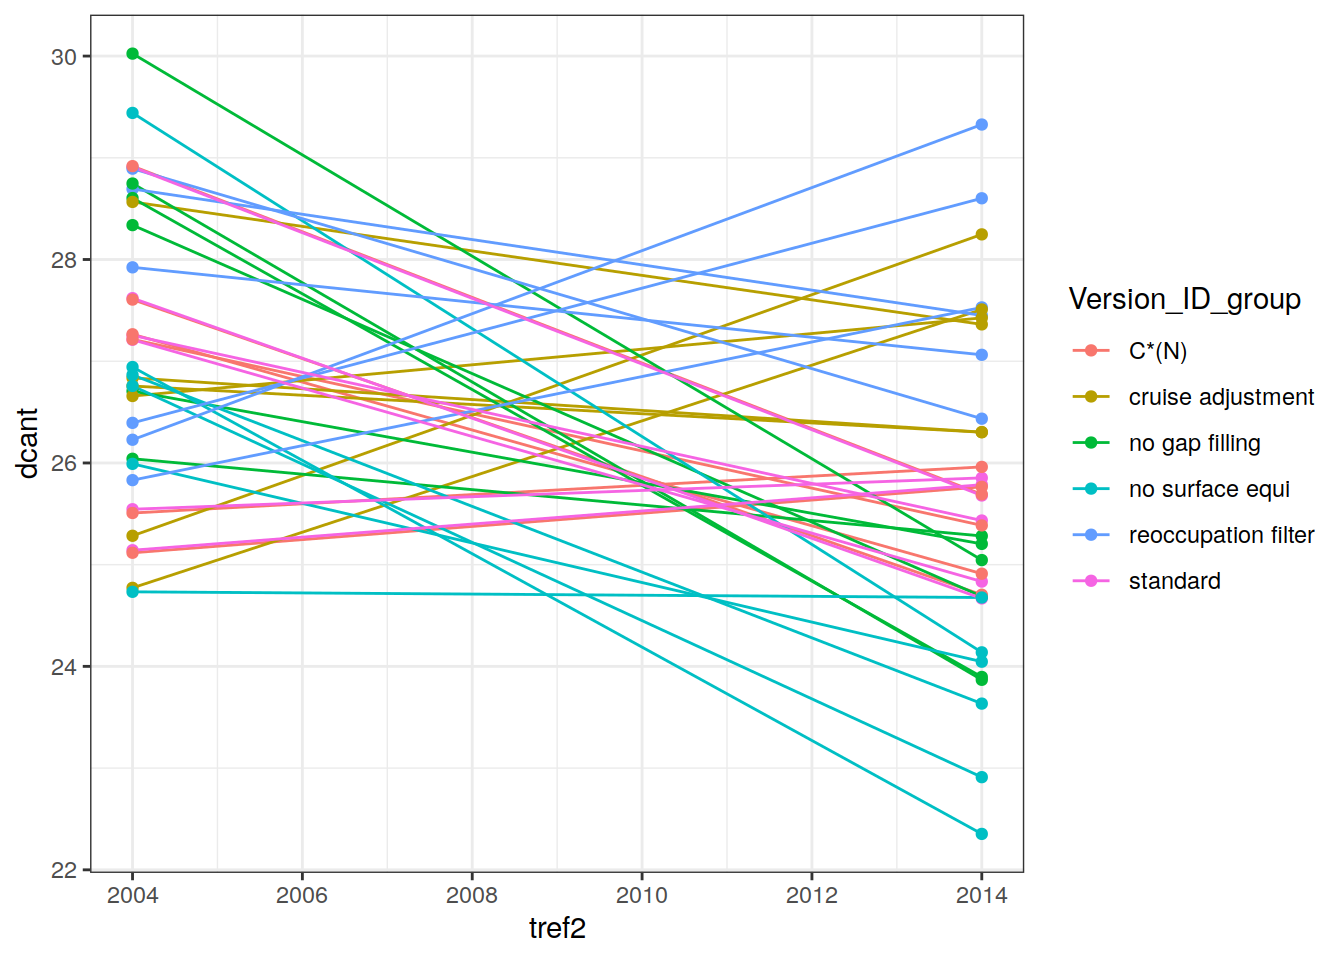 30
28
26
24
22
dcant
2004
2006
2008
2010
2012
2014
tref2
Version_ID_group
C*(N)
cruise adjustment
no gap filling
no surface equi
reoccupation filter
standard